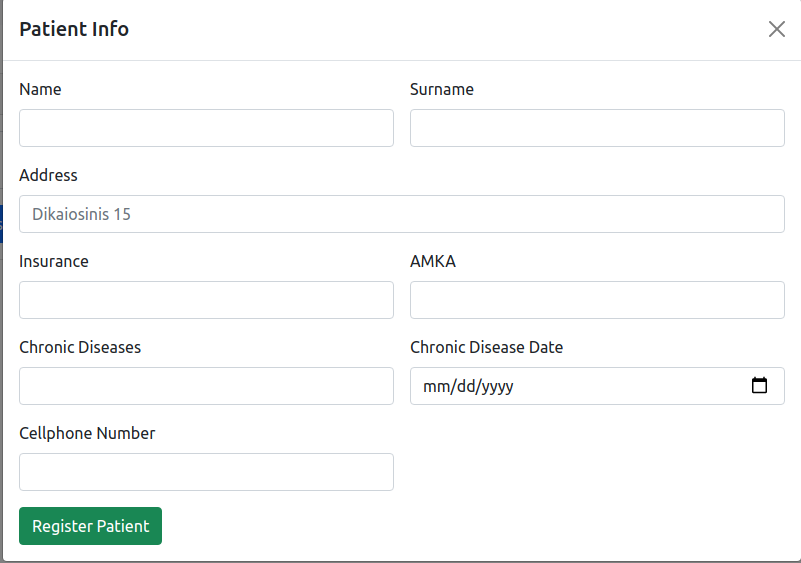 Patient Info
Name
Surname
Address
Dikaiosinis 15
Insurance
AMKA
Chronic Diseases
Chronic Disease Date
mm/dd/yyyy
Cellphone Number
Register Patient